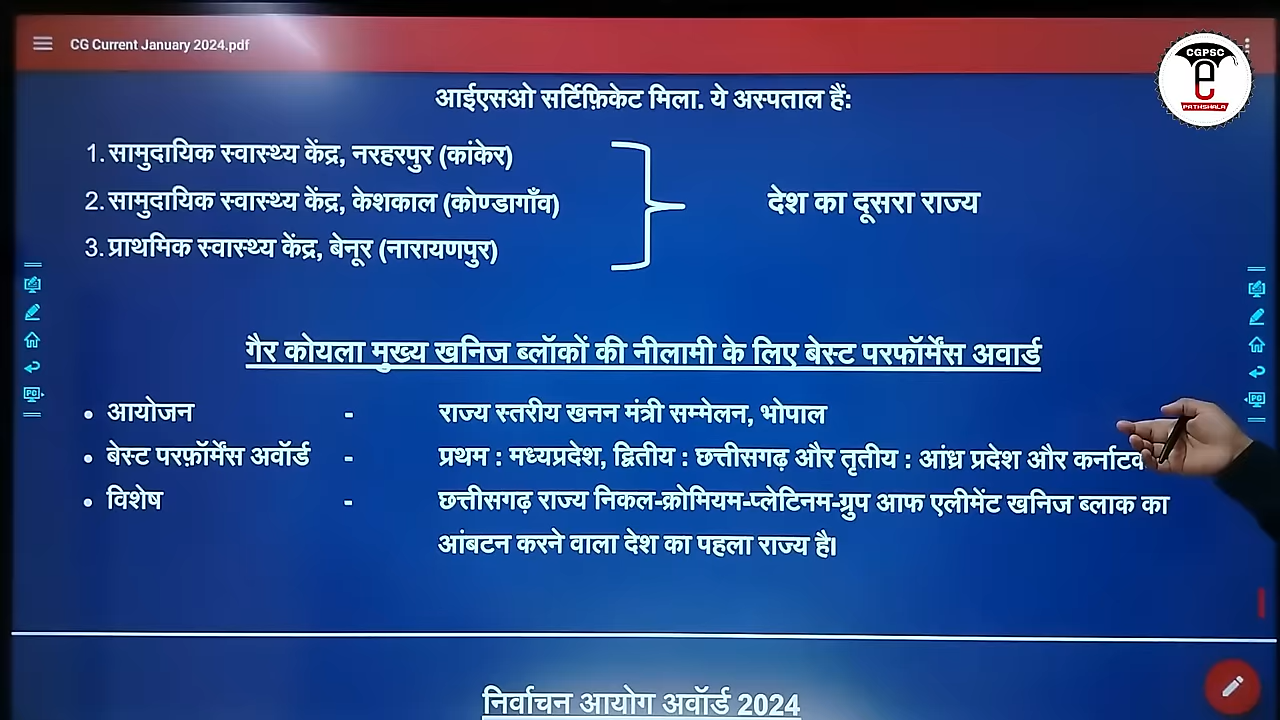 CG Current January 2024.pdf
CGPSC
e
PATHSHALA
आईएसओ सर्टिफ़िकेट मिला. ये अस्पताल हैं:
1. सामुदायिक स्वास्थ्य केंद्र, नरहरपुर (कांकेर)
2. सामुदायिक स्वास्थ्य केंद्र, केशकाल (कोण्डागाँव)
देश का दूसरा राज्य
3. प्राथमिक स्वास्थ्य केंद्र, बेनूर (नारायणपुर)
गैर कोयला मुख्य खनिज ब्लॉकों की नीलामी के लिए बेस्ट परफॉर्मेंस अवार्ड
• आयोजन - राज्य स्तरीय खनन मंत्री सम्मेलन, भोपाल
• बेस्ट परफ़ॉर्मेंस अवॉर्ड - प्रथम : मध्यप्रदेश, द्वितीय : छत्तीसगढ़ और तृतीय : आंध्र प्रदेश और कर्नाटक
• विशेष - छत्तीसगढ़ राज्य निकल-क्रोमियम-प्लेटिनम-ग्रुप आफ एलीमेंट खनिज ब्लाक का
आंबटन करने वाला देश का पहला राज्य है।
निर्वाचन आयोग अवॉर्ड 2024